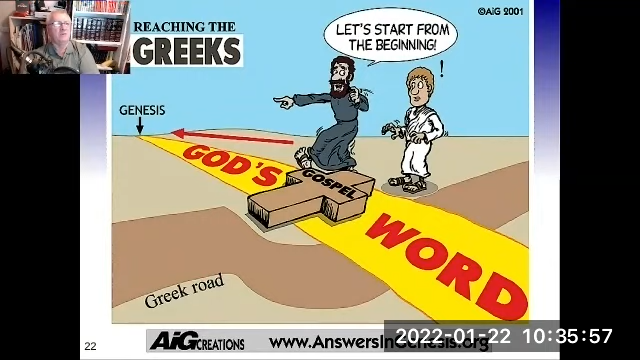 ©AiG 2001
REACHING THE
GREEKS
LET'S START FROM
THE BEGINNING!
!
GENESIS
GOD'S
WORD
GOSPEL
Greek road
22
AiG CREATIONS
www.AnswersInGenesis.org
2022-01-22 10:35:57